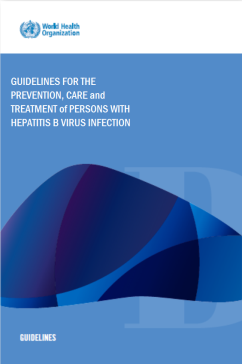 World Health
Organization
GUIDELINES FOR THE
PREVENTION, CARE and
TREATMENT of PERSONS WITH
HEPATITIS B VIRUS INFECTION
B
GUIDELINES